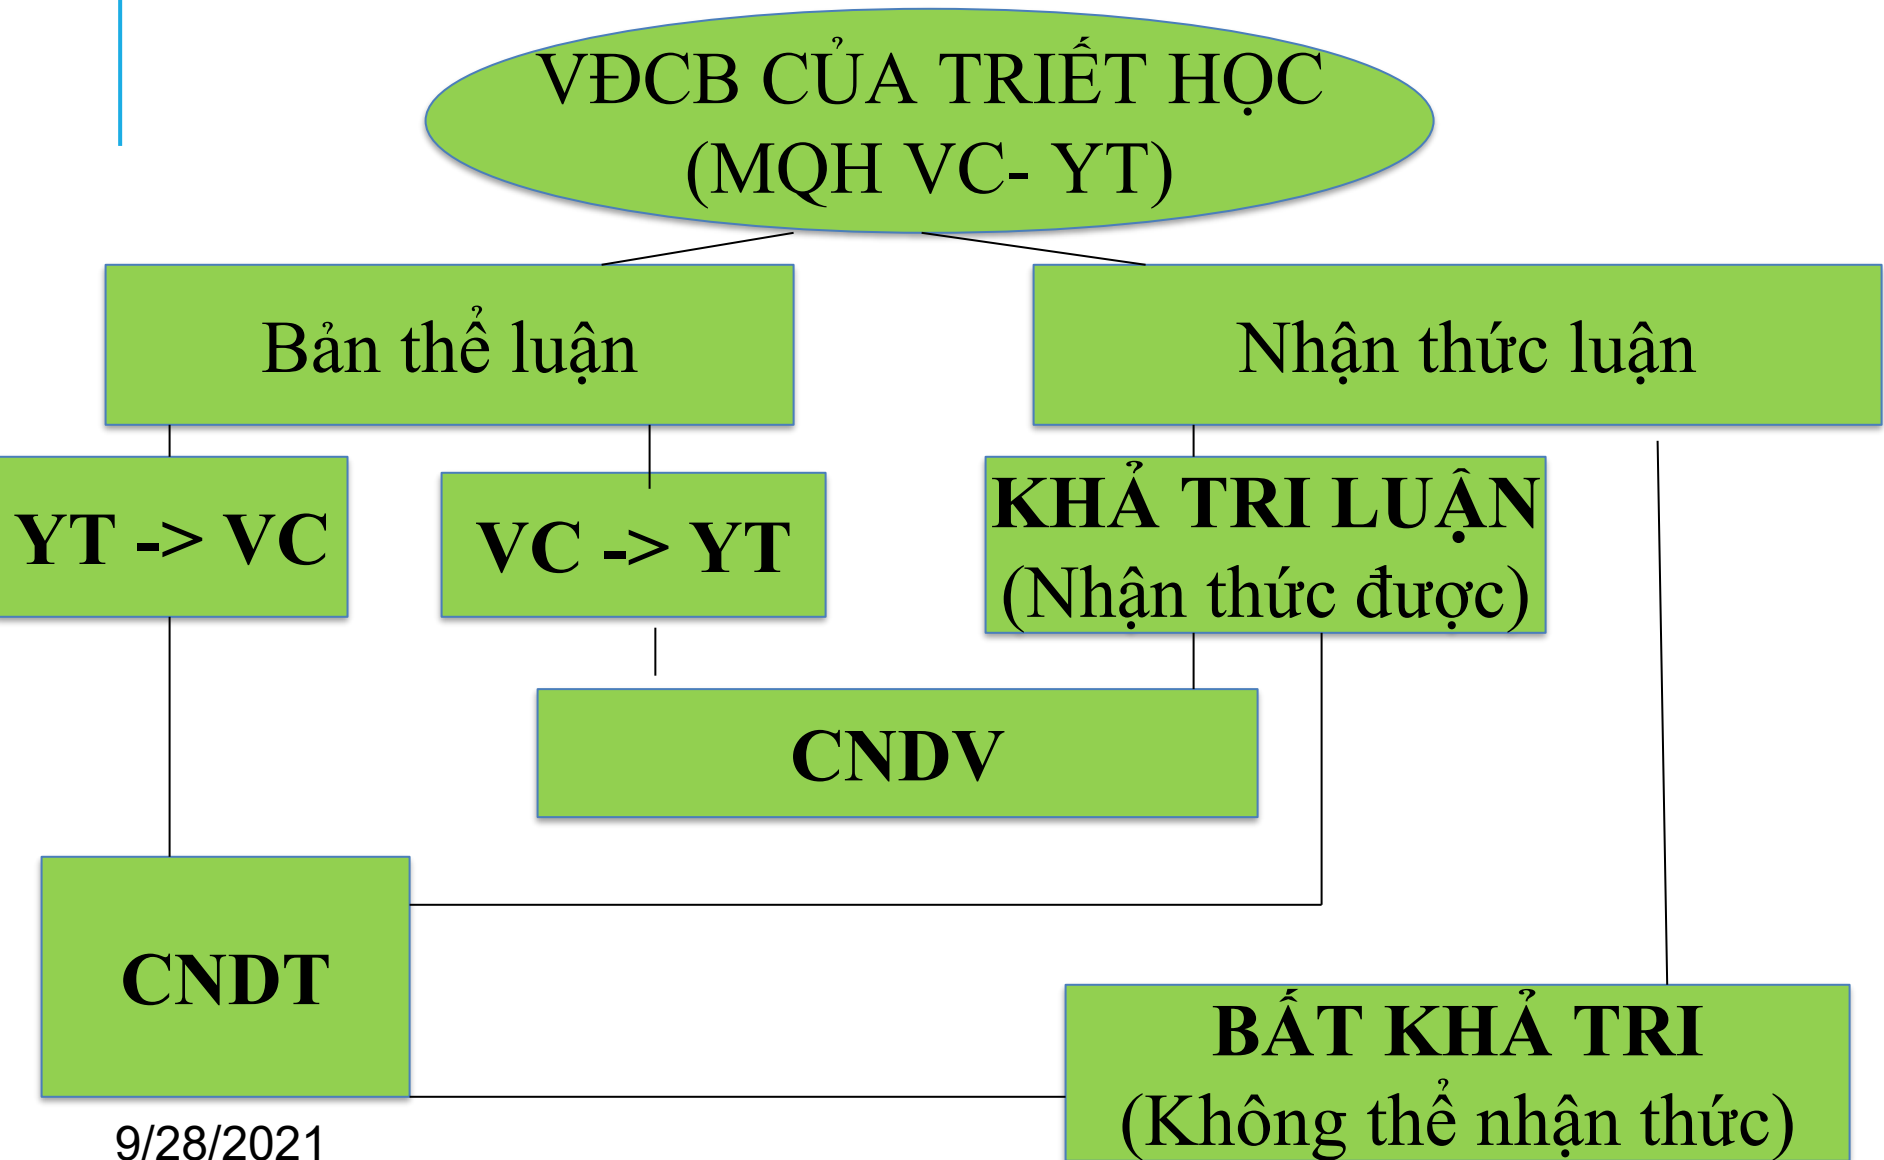 VĐCB CỦA TRIẾT HỌC
(MQH VC- YT)
Bản thể luận
Nhận thức luận
YT -> VC
VC -> YT
KHẢ TRI LUẬN
(Nhận thức được)
CNDV
CNDT
BẤT KHẢ TRI
(Không thể nhận thức)
9/28/2021